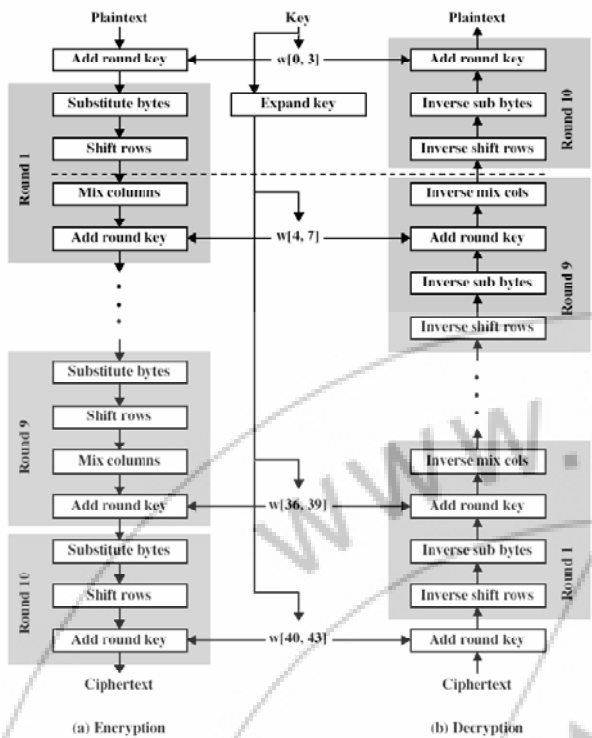 Plaintext
Add round key
Substitute bytes
Shift rows
Mix columns
Add round key
Round 1
Substitute bytes
Shift rows
Mix columns
Add round key
Round 9
Substitute bytes
Shift rows
Add round key
Round 10
Ciphertext
(a) Encryption
Key
w[0, 3]
Expand key
w[4, 7]
w[36, 39]
w[40, 43]
Plaintext
Add round key
Inverse sub bytes
Inverse shift rows
Round 10
Inverse mix cols
Add round key
Inverse sub bytes
Inverse shift rows
Round 9
Inverse mix cols
Add round key
Inverse sub bytes
Inverse shift rows
Round 1
Add round key
Ciphertext
(b) Decryption
www.